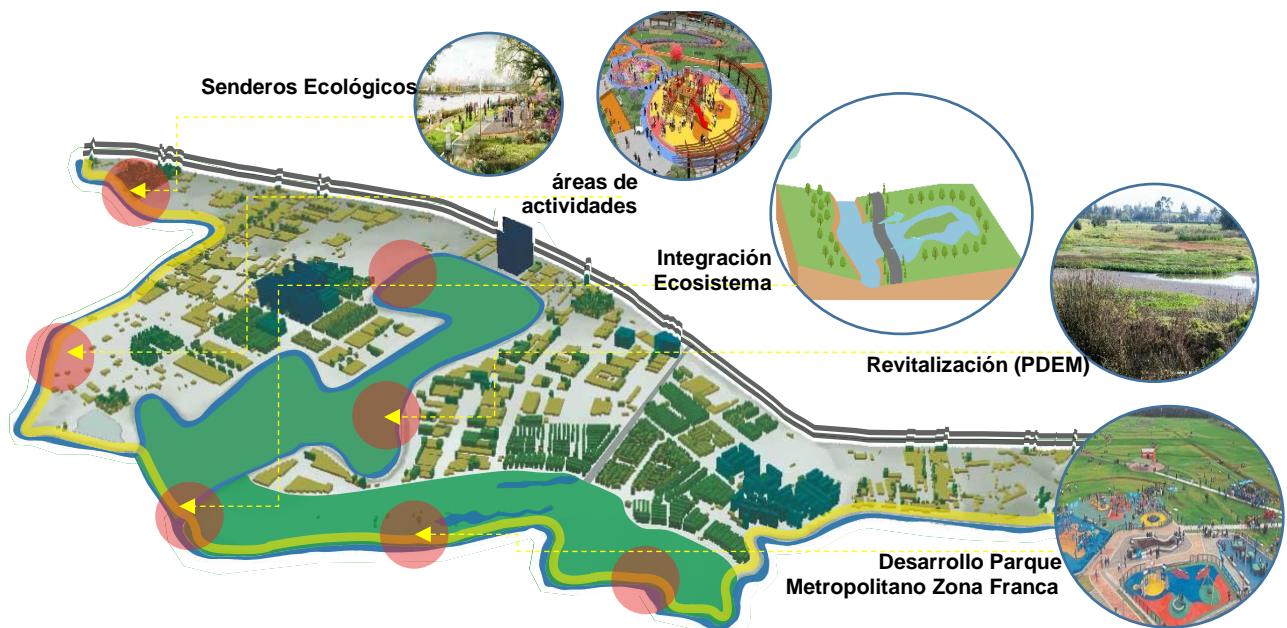 Senderos Ecológicos
áreas de
actividades
Integración
Ecosistema
Revitalización (PDEM)
Desarrollo Parque
Metropolitano Zona Franca